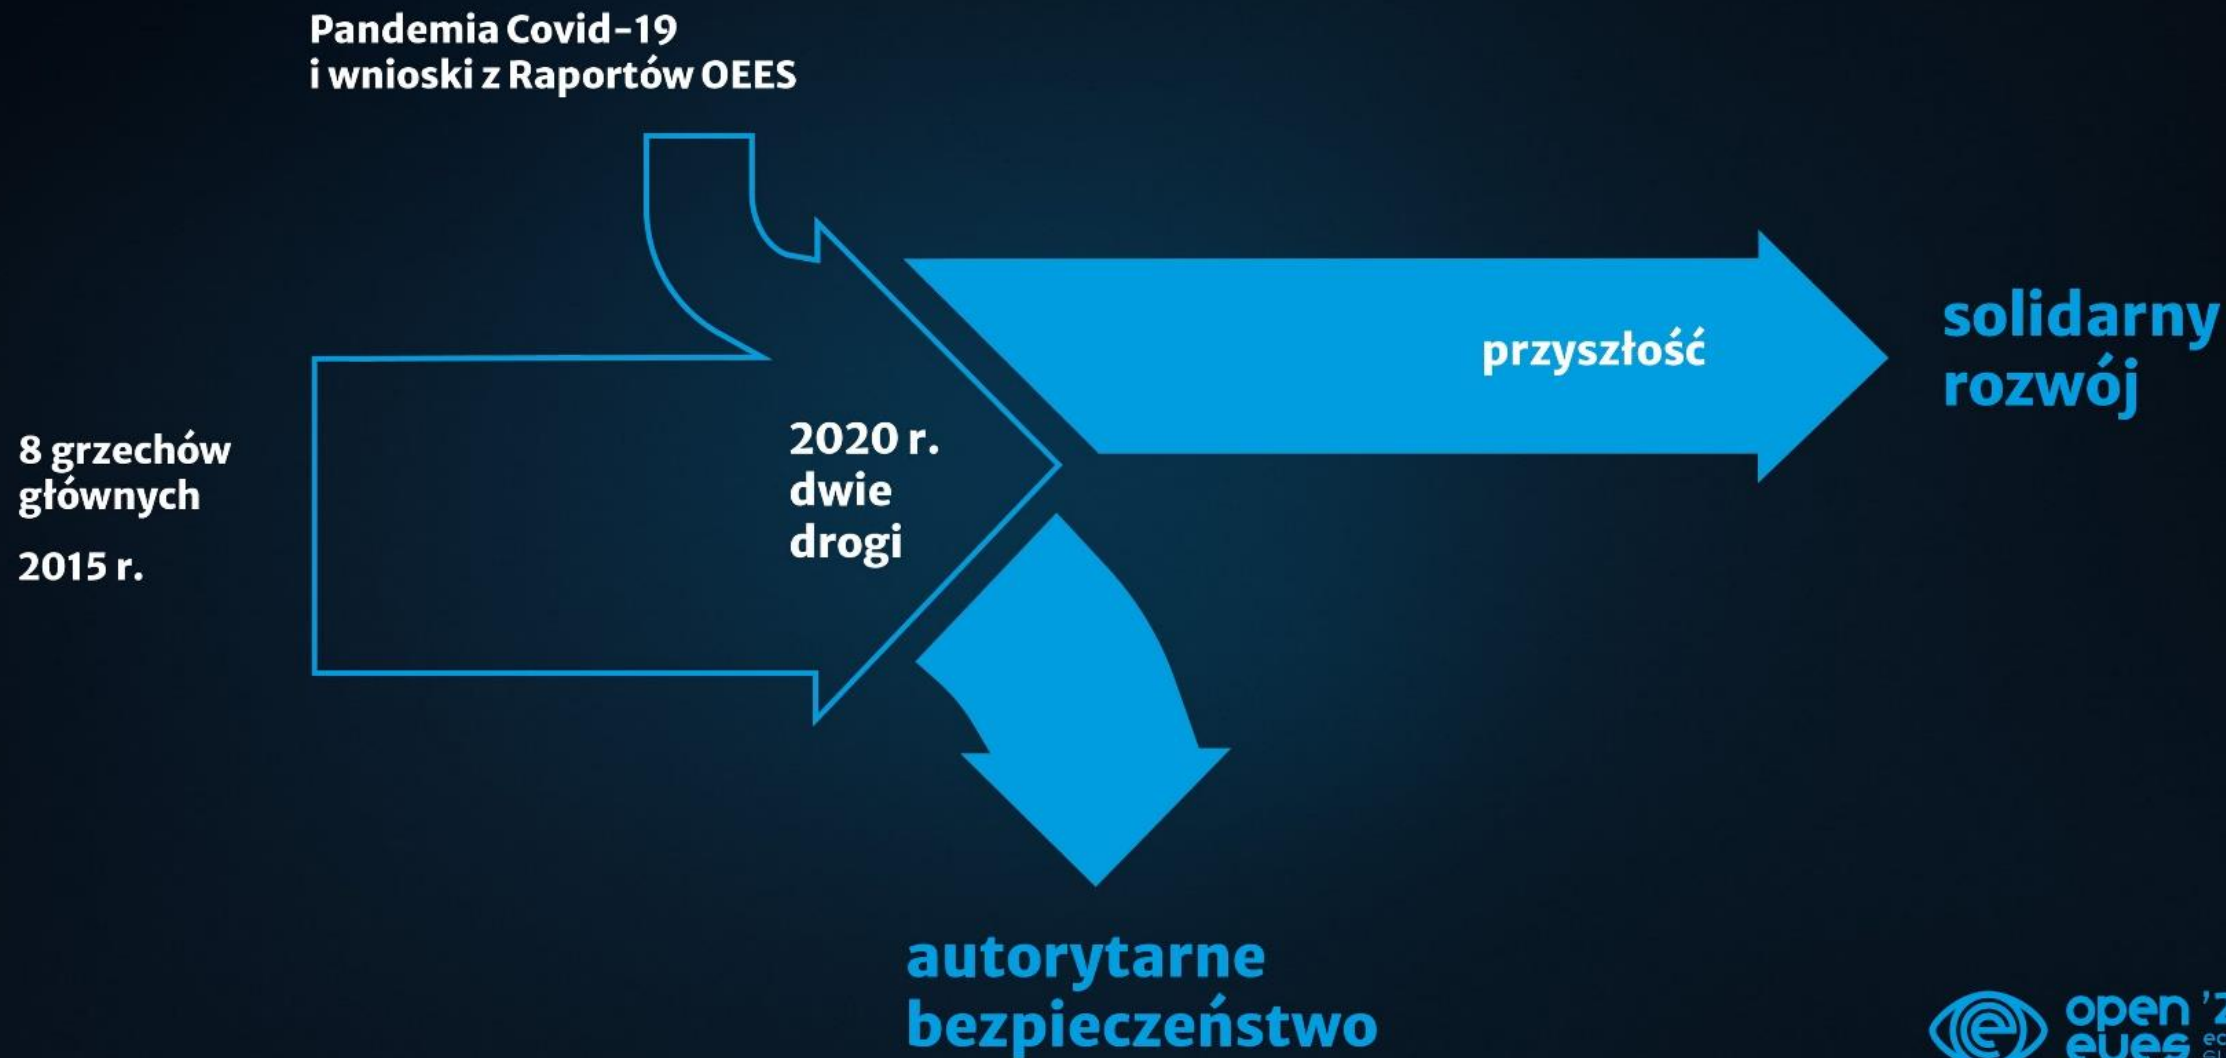 Pandemia Covid-19
i wnioski z Raportów OEES
przyszłość
solidarny
rozwój
8 grzechów
głównych
2015 r.
2020 r.
dwie
drogi
autorytarne
bezpieczeństwo
open
eyes